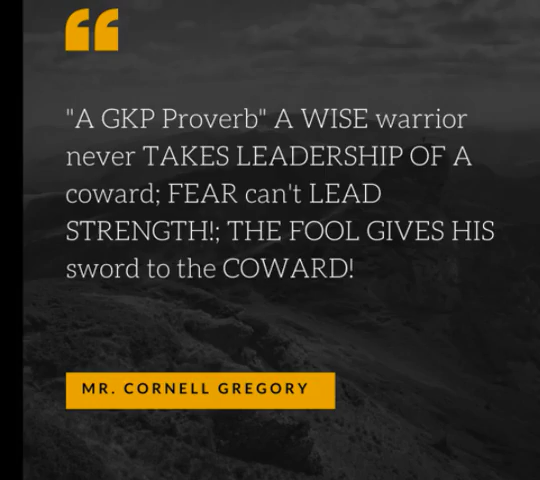 "A GKP Proverb" A WISE warrior
never TAKES LEADERSHIP OF A
coward; FEAR can't LEAD
STRENGTH!; THE FOOL GIVES HIS
sword to the COWARD!
MR. CORNELL GREGORY